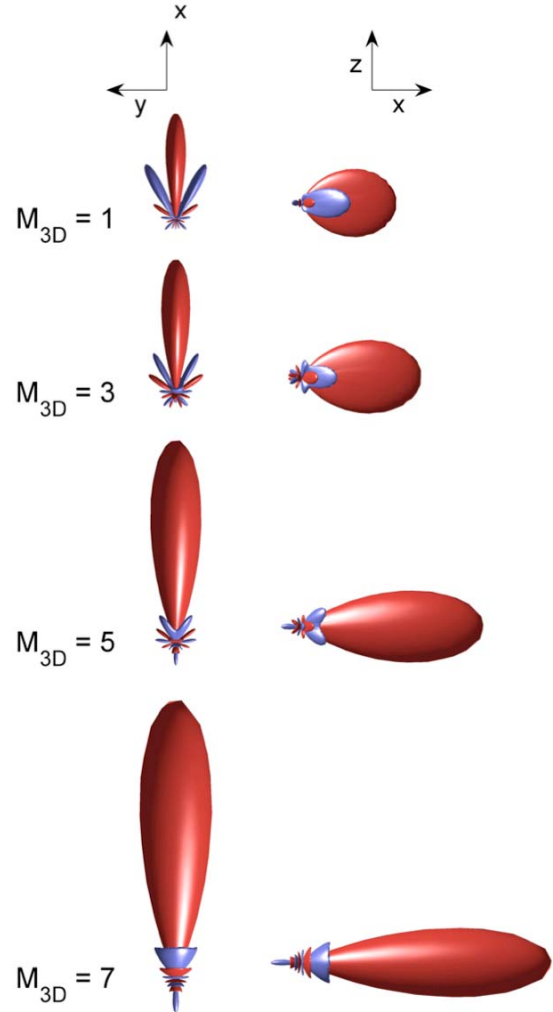 x
z
y
x
M3D = 1
M3D = 3
M3D = 5
M3D = 7